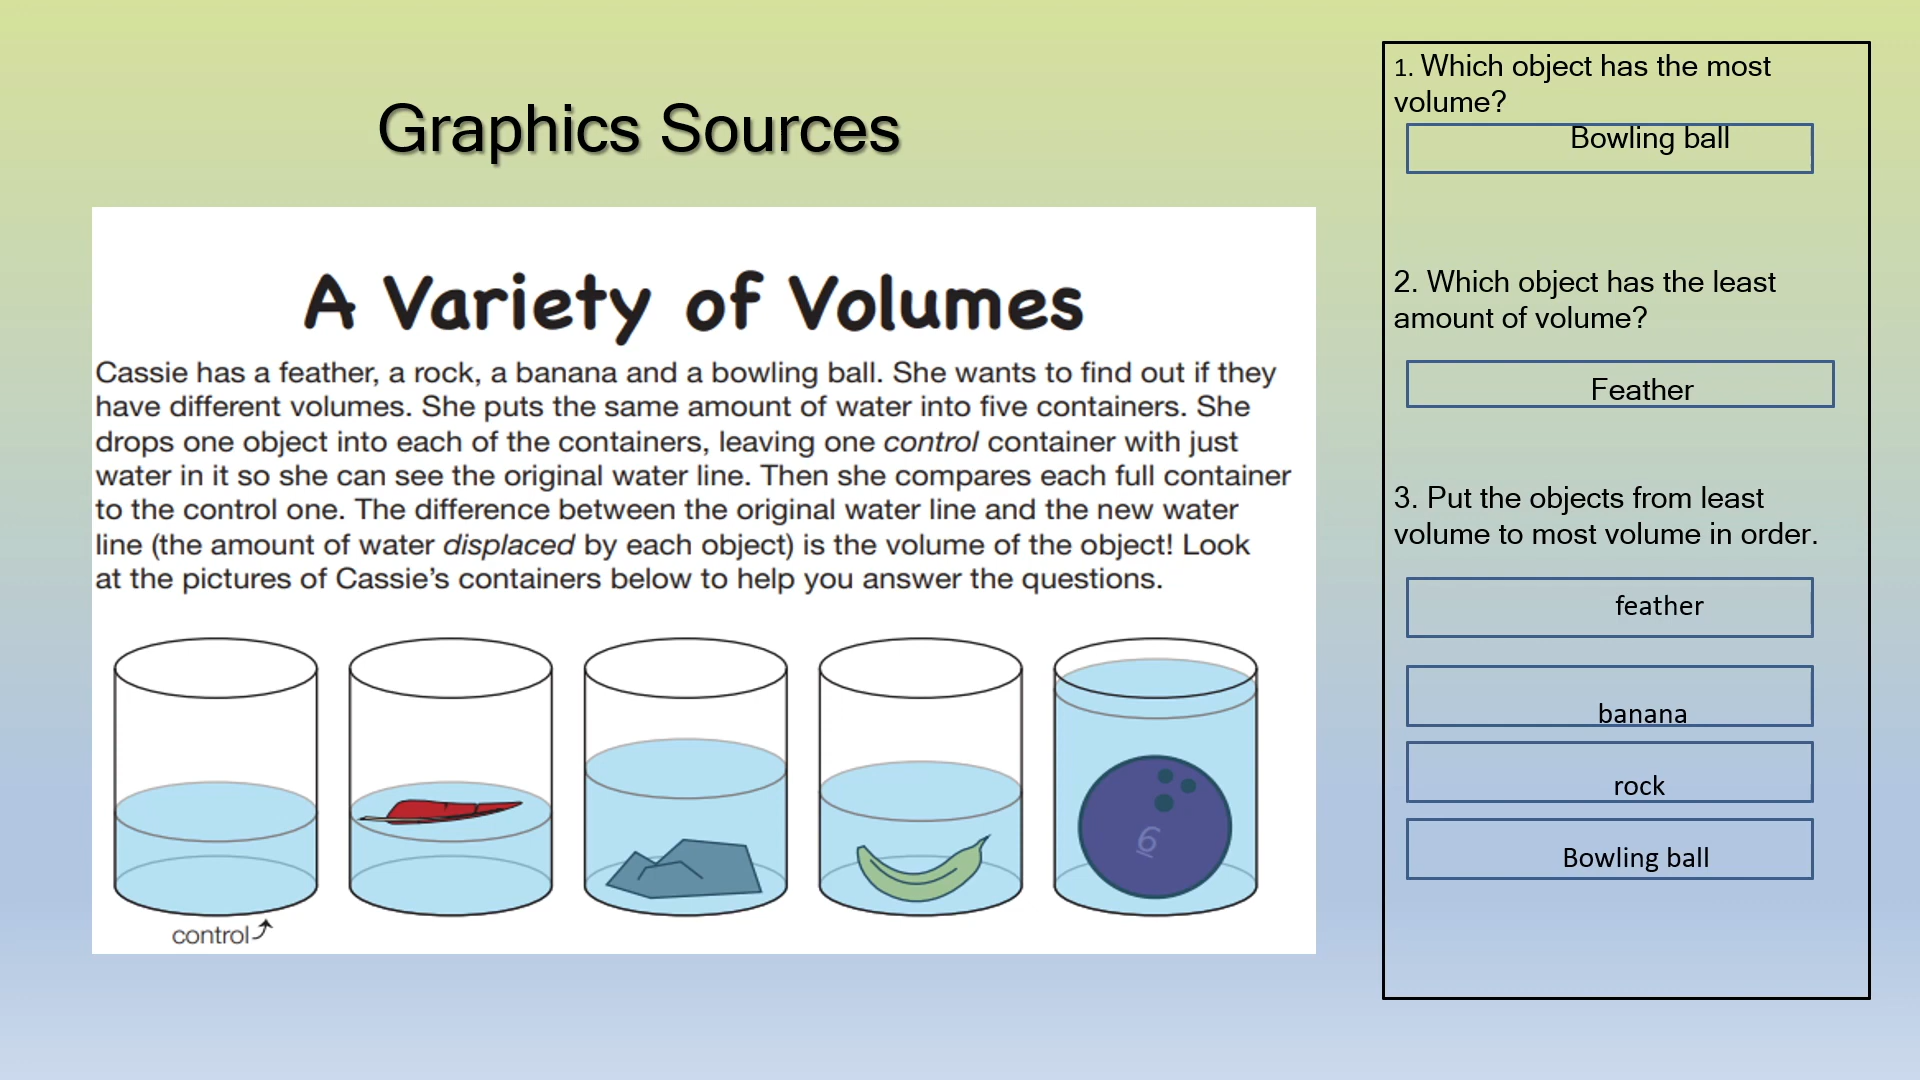 Graphics Sources
A Variety of Volumes
Cassie has a feather, a rock, a banana and a bowling ball. She wants to find out if they
have different volumes. She puts the same amount of water into five containers. She
drops one object into each of the containers, leaving one control container with just
water in it so she can see the original water line. Then she compares each full container
to the control one. The difference between the original water line and the new water
line (the amount of water displaced by each object) is the volume of the object! Look
at the pictures of Cassie’s containers below to help you answer the questions.
6
control
1. Which object has the most
volume?
Bowling ball
2. Which object has the least
amount of volume?
Feather
3. Put the objects from least
volume to most volume in order.
feather
banana
rock
Bowling ball